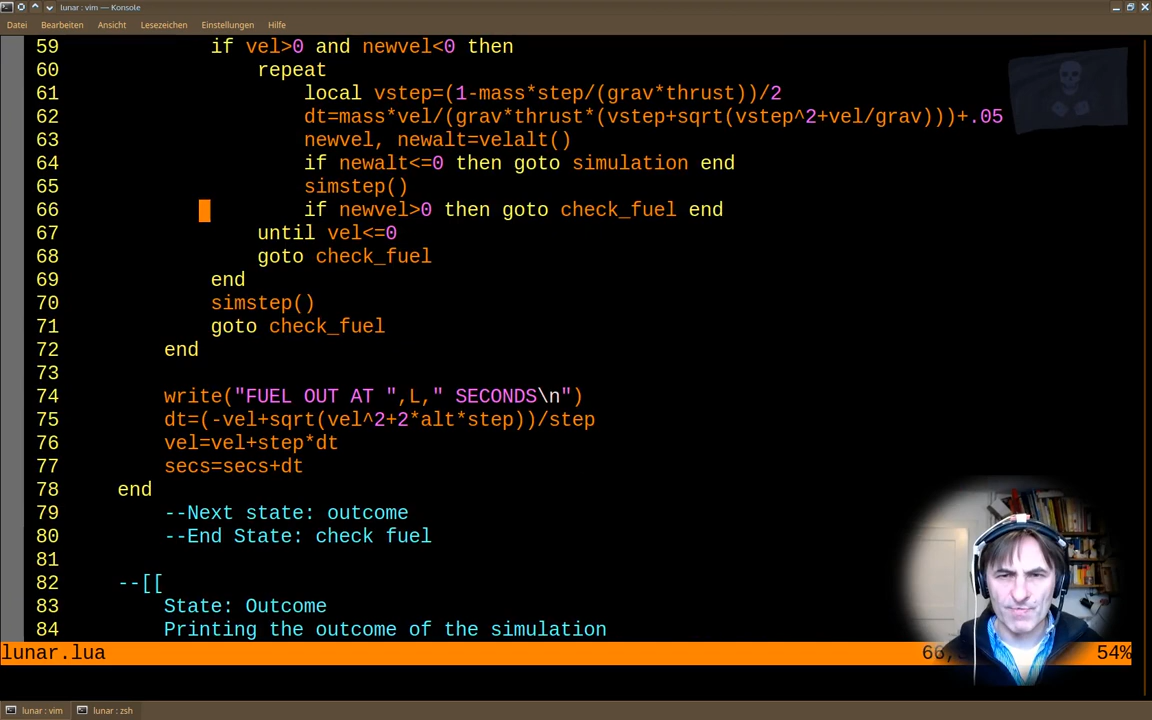 lunar : vim — Konsole
Datei Bearbeiten Ansicht Lesezeichen Einstellungen Hilfe
59 if vel>0 and newvel<0 then
60 repeat
61 local vstep=(1-mass*step/(grav*thrust))/2
62 dt=mass*vel/(grav*thrust*(vstep+sqrt(vstep^2+vel/grav)))+.05
63 newvel, newalt=velalt()
64 if newalt<=0 then goto simulation end
65 simstep()
66 if newvel>0 then goto check_fuel end
67 until vel<=0
68 goto check_fuel
69 end
70 simstep()
71 goto check_fuel
72 end
73
74 write("FUEL OUT AT ",L," SECONDS\n")
75 dt=(-vel+sqrt(vel^2+2*alt*step))/step
76 vel=vel+step*dt
77 secs=secs+dt
78 end
79 --Next state: outcome
80 --End State: check fuel
81
82 --[[
83 State: Outcome
84 Printing the outcome of the simulation
lunar.lua 54%
lunar : vim lunar : zsh